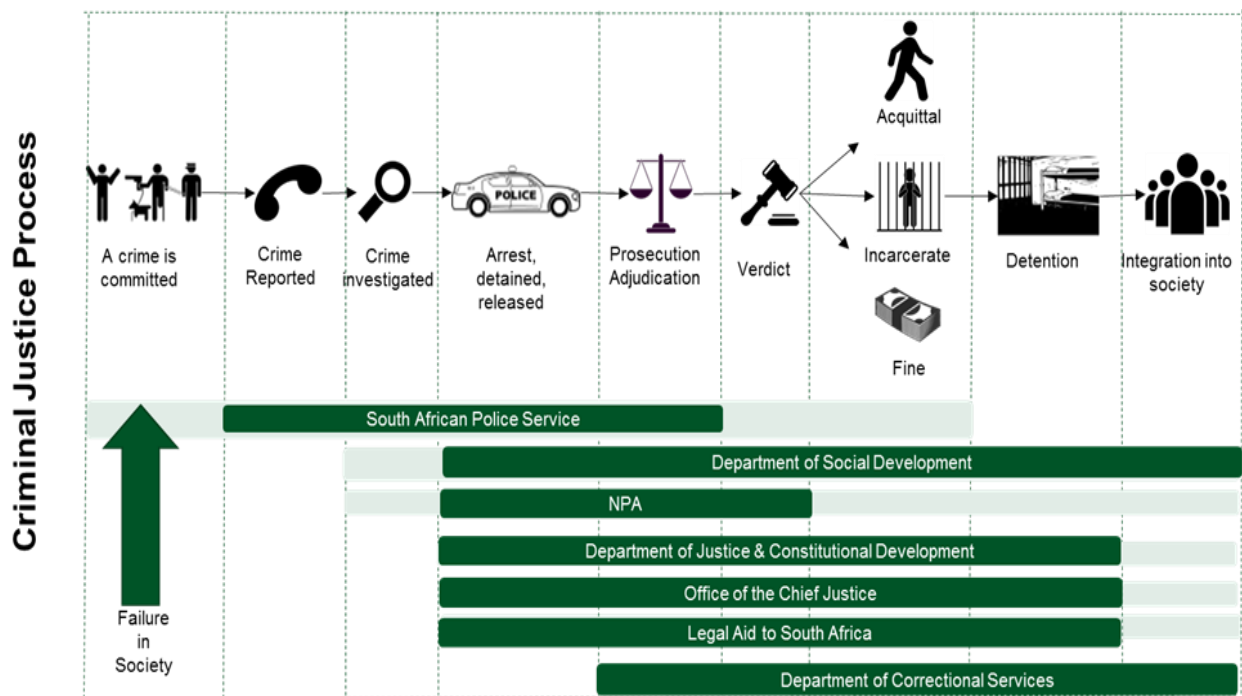 Criminal Justice Process
Acquittal
POLICE
A crime is
committed
Crime
Reported
Crime
investigated
Arrest,
detained,
released
Prosecution
Adjudication
Verdict
Incarcerate
Fine
Detention
Integration into
society
South African Police Service
Department of Social Development
NPA
Department of Justice & Constitutional Development
Office of the Chief Justice
Legal Aid to South Africa
Department of Correctional Services
Failure
in
Society